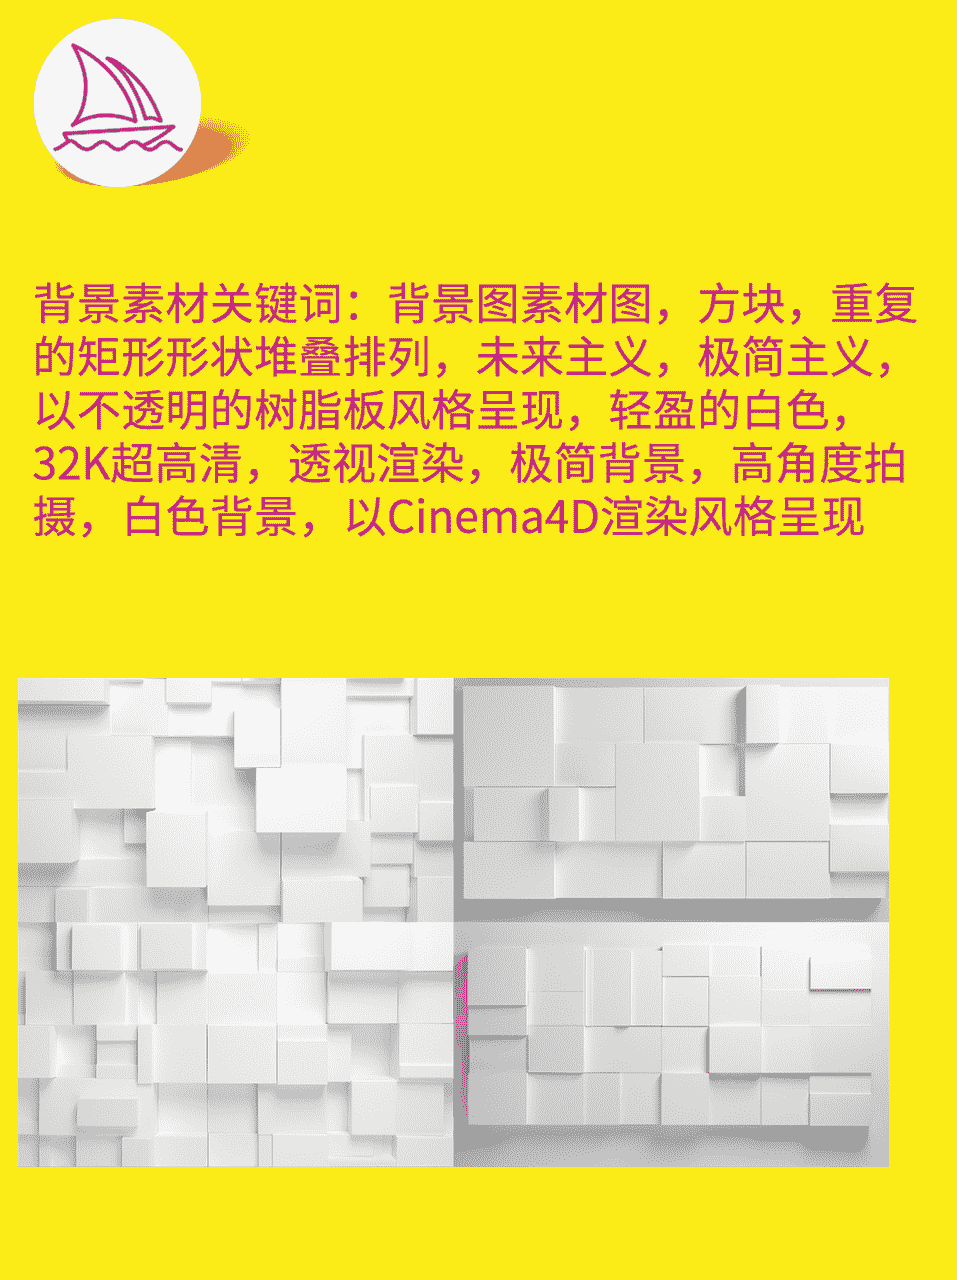 背景素材关键词：背景图素材图，方块，重复
的矩形形状堆叠排列，未来主义，极简主义，
以不透明的树脂板风格呈现，轻盈的白色，
32K超高清，透视渲染，极简背景，高角度拍
摄，白色背景，以Cinema4D渲染风格呈现